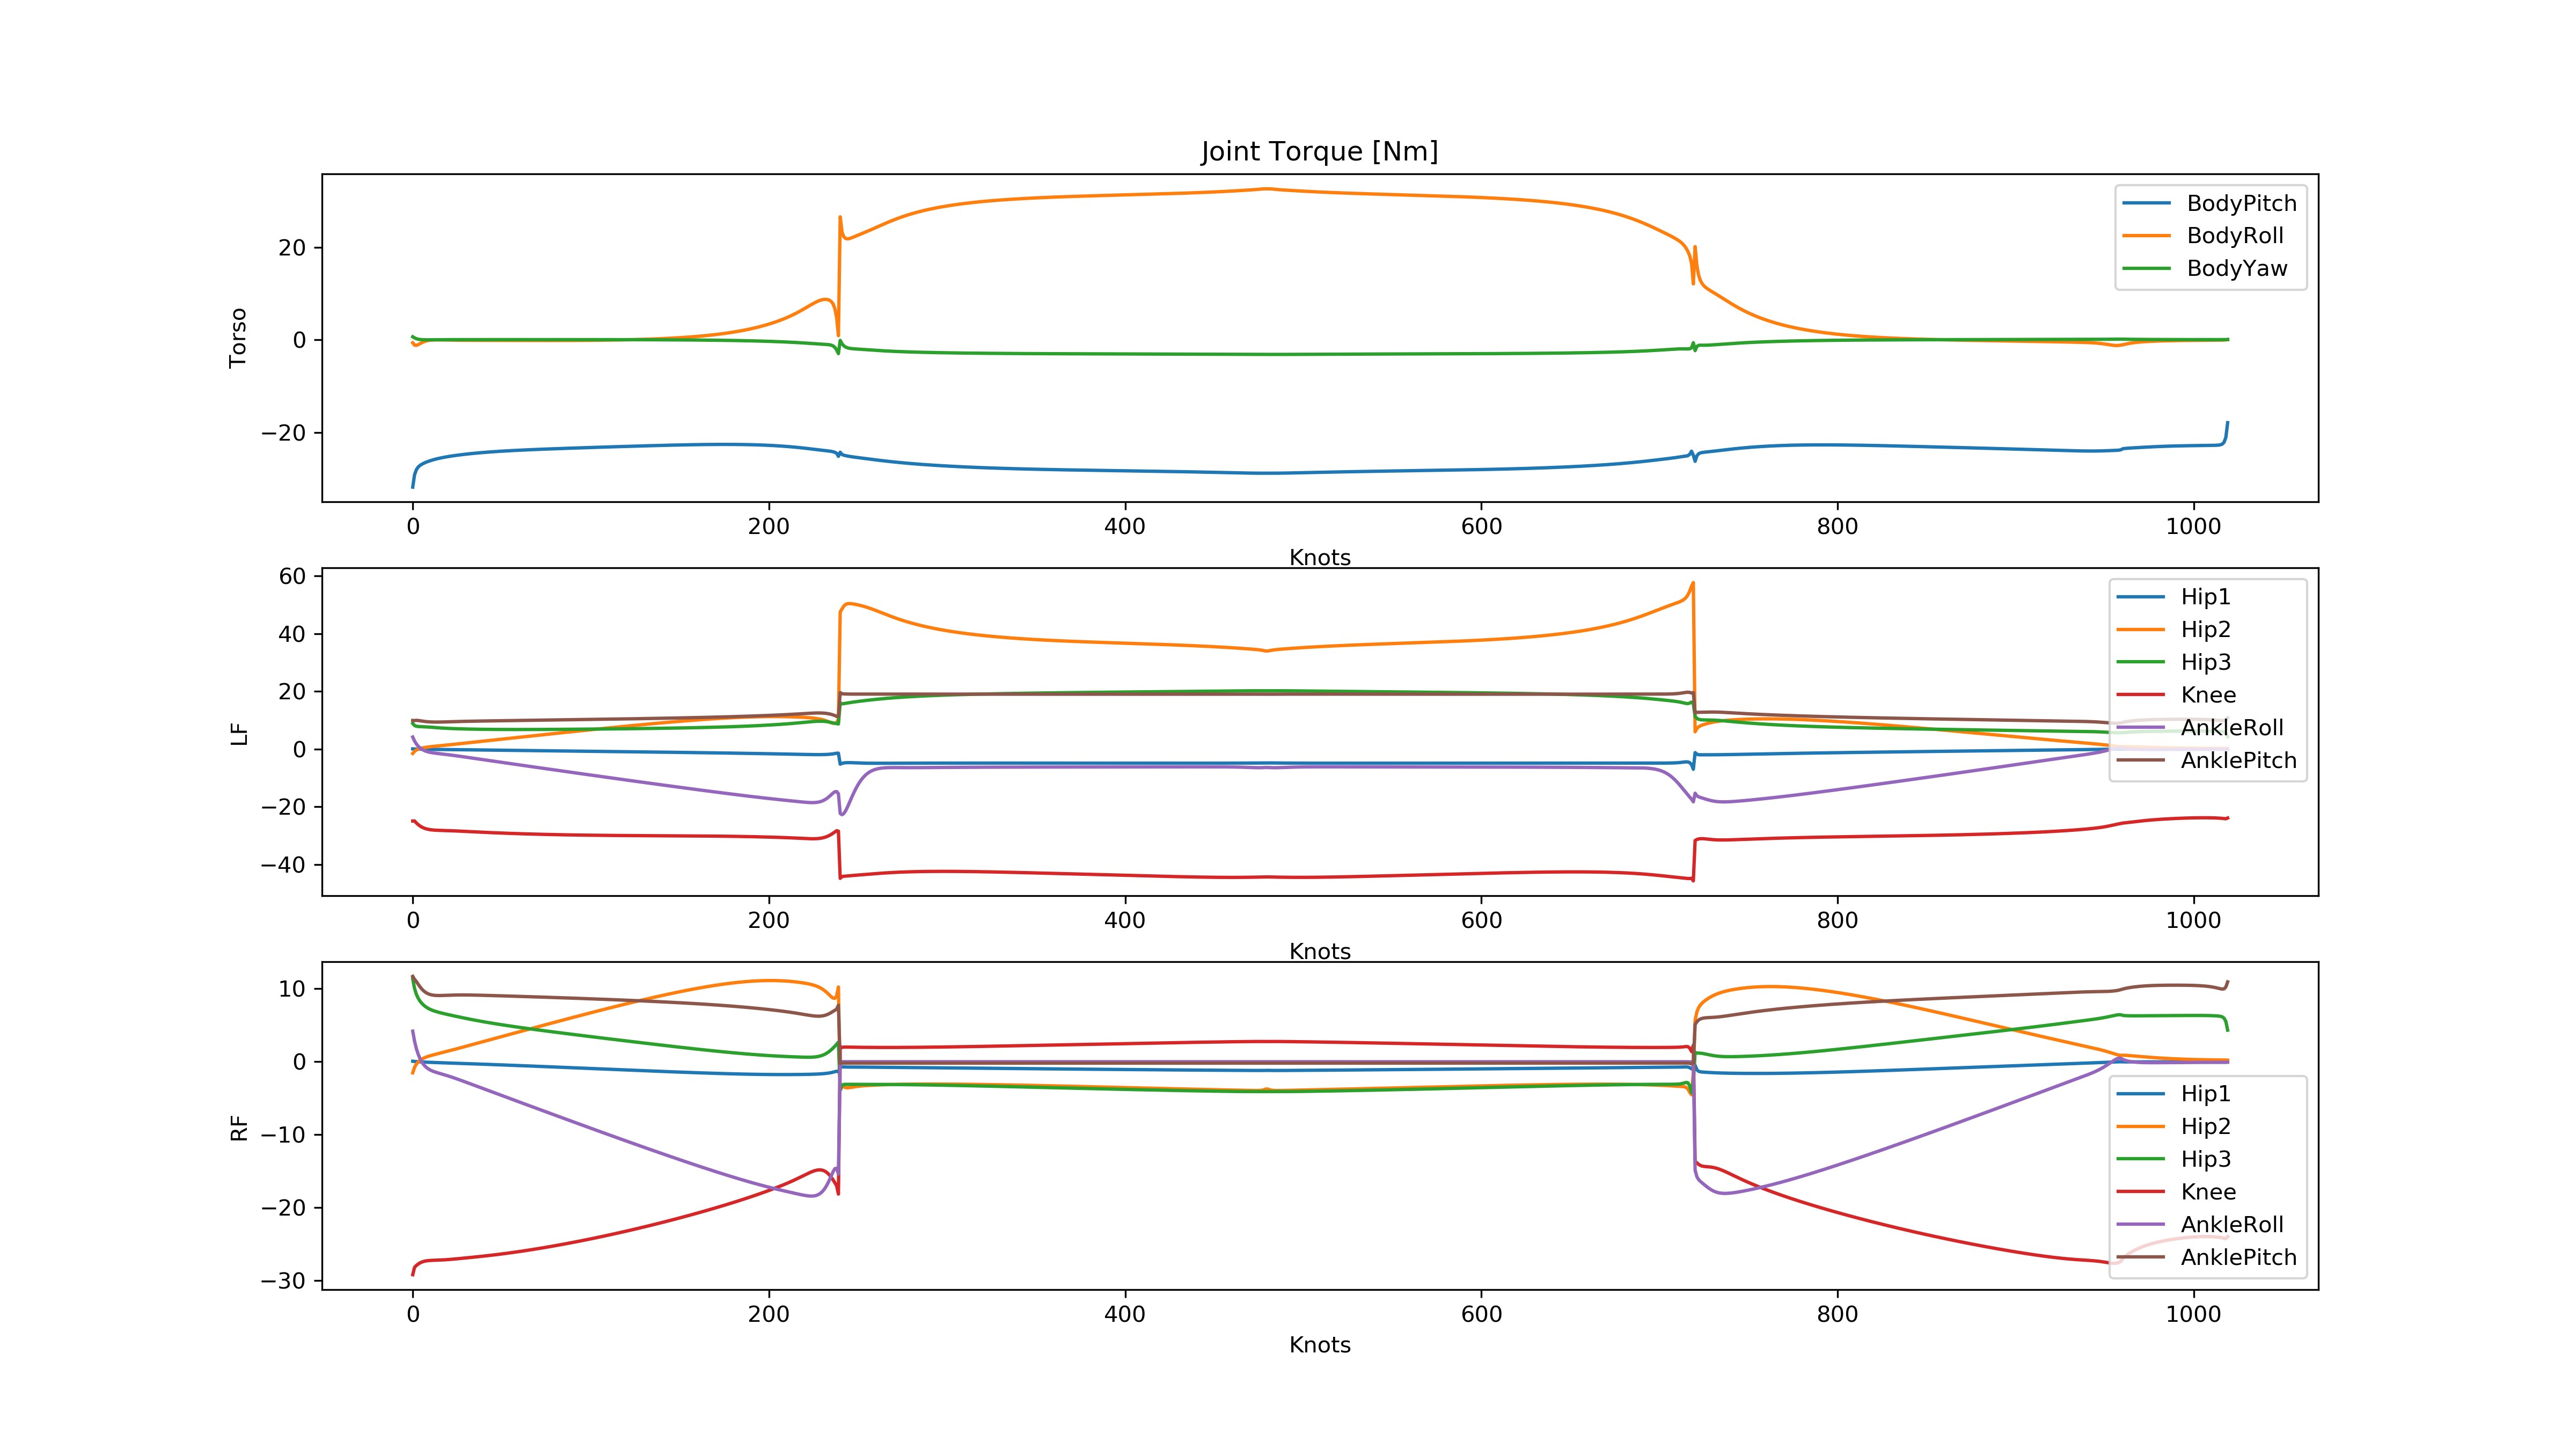 Joint Torque [Nm]
Torso
20
0
−20
BodyPitch
BodyRoll
BodyYaw
0 200 400 600 800 1000
Knots
LF
60
40
20
0
−20
−40
Hip1
Hip2
Hip3
Knee
AnkleRoll
AnklePitch
0 200 400 600 800 1000
Knots
RF
10
0
−10
−20
−30
Hip1
Hip2
Hip3
Knee
AnkleRoll
AnklePitch
0 200 400 600 800 1000
Knots